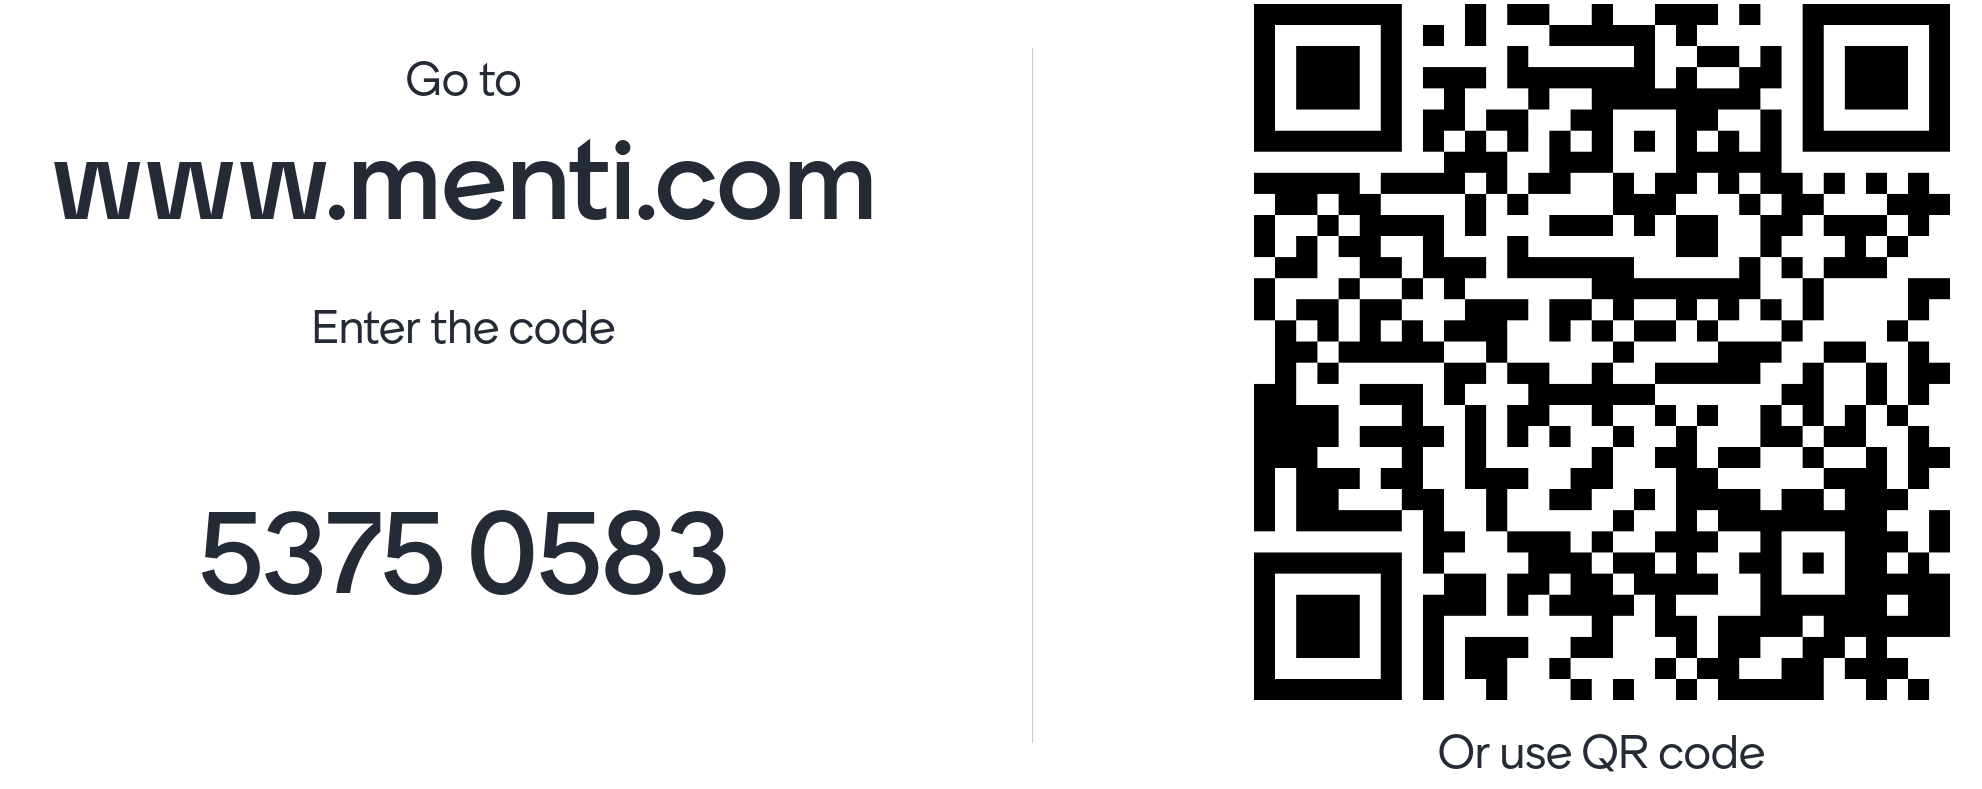 Go to
www.menti.com
Enter the code
5375 0583
Or use QR code